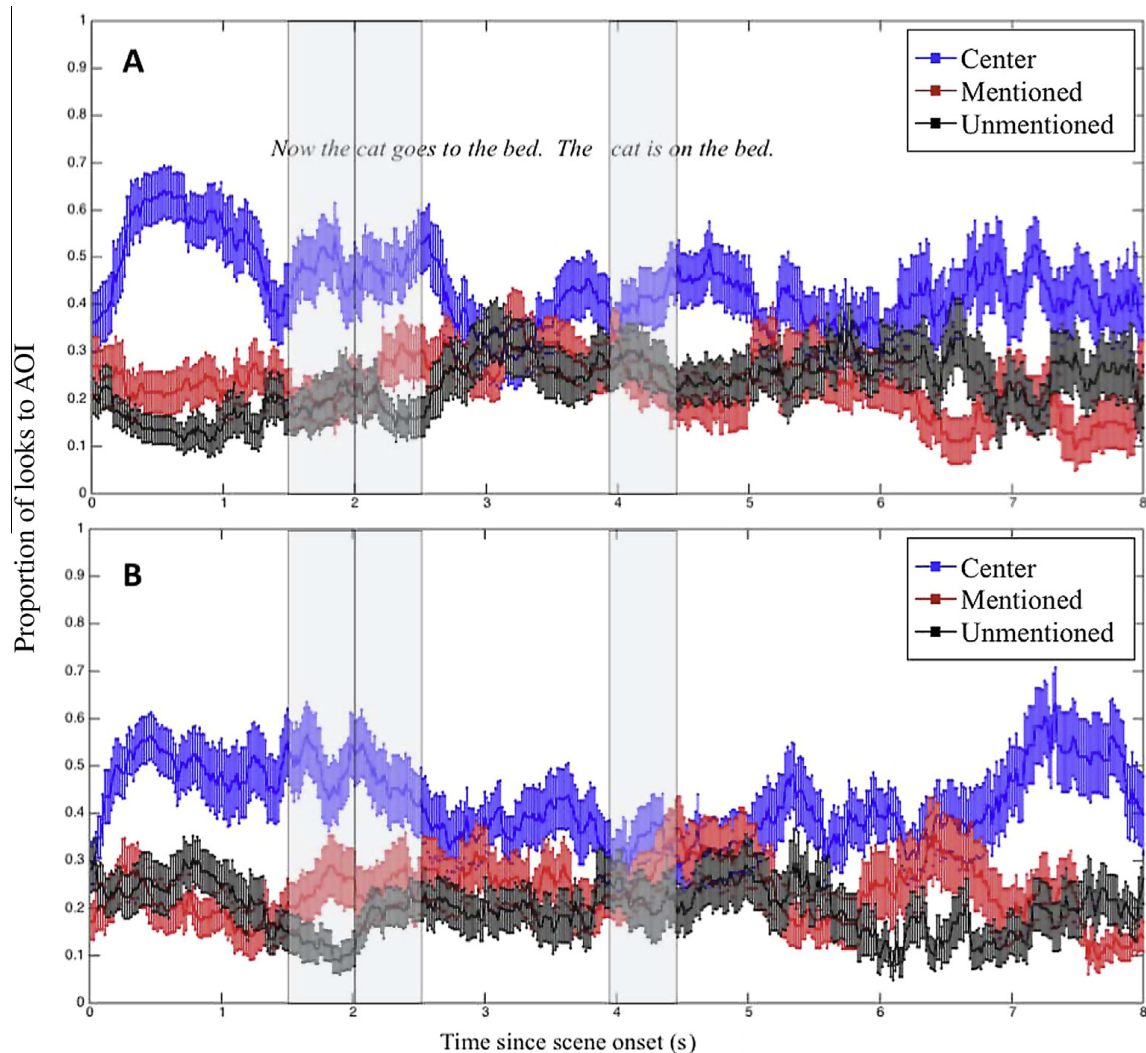 A
Center
Mentioned
Unmentioned
Now the cat goes to the bed. The cat is on the bed.
1
0.9
0.8
0.7
0.6
0.5
0.4
0.3
0.2
0.1
0
0 1 2 3 4 5 6 7 8
B
Center
Mentioned
Unmentioned
1
0.9
0.8
0.7
0.6
0.5
0.4
0.3
0.2
0.1
0
0 1 2 3 4 5 6 7 8
Proportion of looks to AOI
Time since scene onset (s)